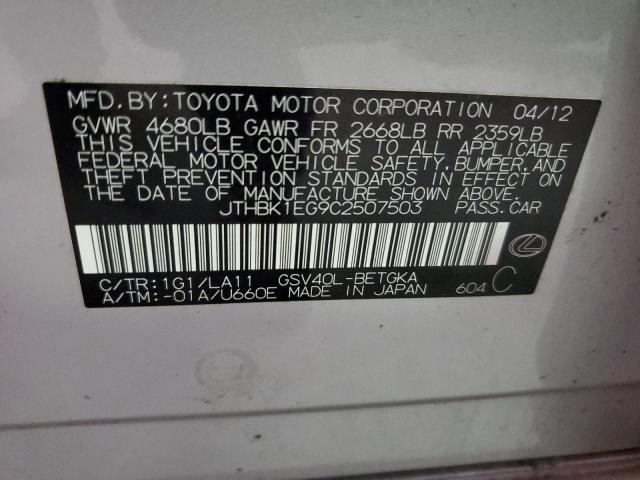 MFD. BY: TOYOTA MOTOR CORPORATION 04/12
GVWR 4680LB GAWR FR 2668LB RR 2359LB
THIS VEHICLE CONFORMS TO ALL APPLICABLE
FEDERAL MOTOR VEHICLE SAFETY, BUMPER, AND
THEFT PREVENTION STANDARDS IN EFFECT ON
THE DATE OF MANUFACTURE SHOWN ABOVE.
JTHBK1EG9C2507503 PASS. CAR
C/TR: 1G1/LA11 GSV40L-BETGKA
A/TM: -01A/U660E MADE IN JAPAN 604 C